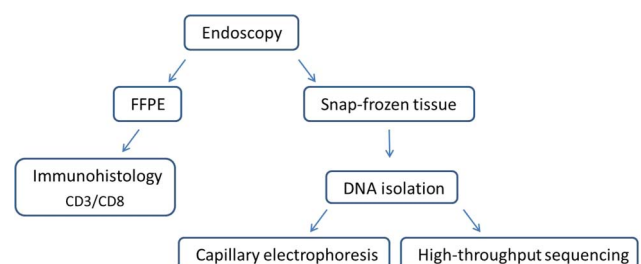 Endoscopy
FFPE
Snap-frozen tissue
Immunohistology
CD3/CD8
DNA isolation
Capillary electrophoresis
High-throughput sequencing